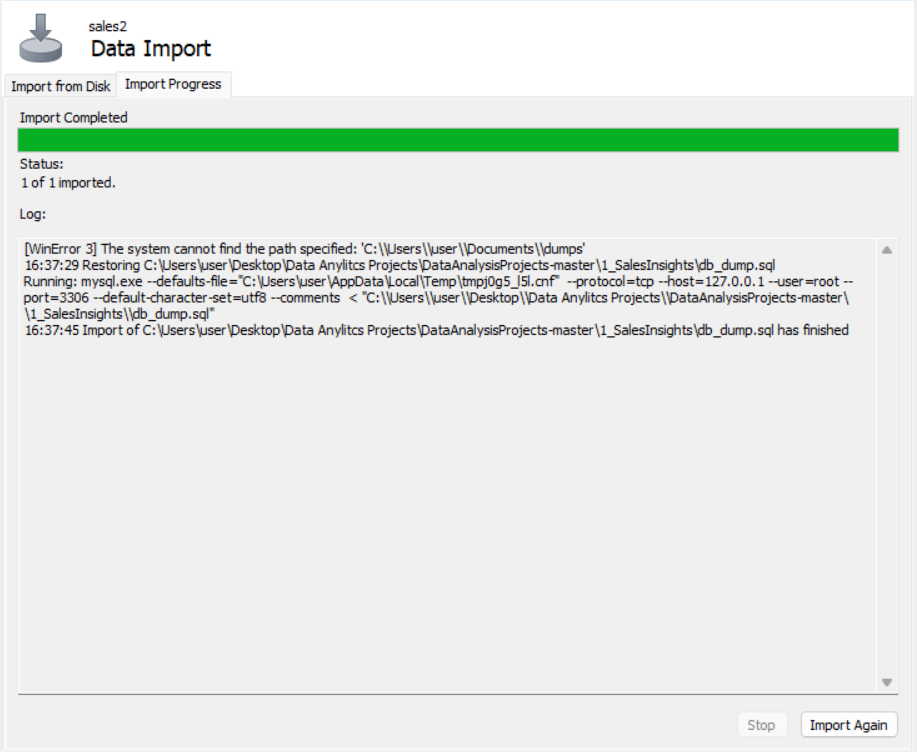 sales2
Data Import
Import from Disk Import Progress
Import Completed
Status:
1 of 1 imported.
Log:
[WinError 3] The system cannot find the path specified: 'C:\\Users\\user\\Documents\\dumps'
16:37:29 Restoring C:\Users\user\Desktop\Data Anylitcs Projects\DataAnalysisProjects-master\1_SalesInsights\db_dump.sql
Running: mysql.exe --defaults-file="C:\Users\user\AppData\Local\Temp\tmpj0g5_l5l.cnf"  --protocol=tcp --host=127.0.0.1 --user=root --
port=3306 --default-character-set=utf8 --comments  < "C:\\Users\\user\\Desktop\\Data Anylitcs Projects\\DataAnalysisProjects-master\
\1_SalesInsights\\db_dump.sql"
16:37:45 Import of C:\Users\user\Desktop\Data Anylitcs Projects\DataAnalysisProjects-master\1_SalesInsights\db_dump.sql has finished
Stop Import Again